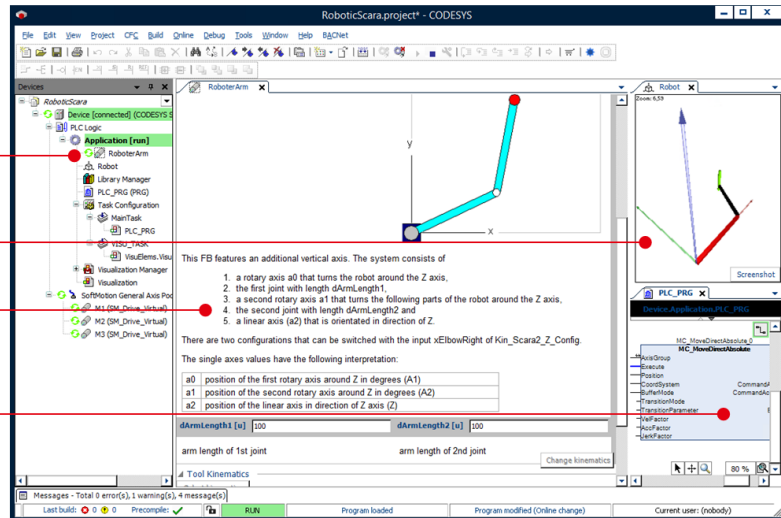 RoboticScara.project* - CODESYS
File Edit View Project CFC Build Online Debug Tools Window Help BACNet
Devices
RoboticScara
Device [connected] (CODESYS S
PLC Logic
Application [run]
RoboterArm
Robot
Library Manager
PLC_PRG (PRG)
Task Configuration
MainTask
PLC_PRG
VISU_TASK
VisuElems.Visu
Visualization Manager
Visualization
SoftMotion General Axis Poo
M1 (SM_Drive_Virtual)
M2 (SM_Drive_Virtual)
M3 (SM_Drive_Virtual)
RoboterArm
y
x
This FB features an additional vertical axis. The system consists of
1. a rotary axis a0 that turns the robot around the Z axis,
2. the first joint with length dArmLength1,
3. a second rotary axis a1 that turns the following parts of the robot around the Z axis,
4. the second joint with length dArmLength2 and
5. a linear axis (a2) that is orientated in direction of Z.
There are two configurations that can be switched with the input xElbowRight of Kin_Scara2_Z_Config.
The single axes values have the following interpretation:
a0 position of the first rotary axis around Z in degrees (A1)
a1 position of the second rotary axis around Z in degrees (A2)
a2 position of the linear axis in direction of Z axis (Z)
dArmLength1 [u] 100 dArmLength2 [u] 100
arm length of 1st joint arm length of 2nd joint
Change kinematics
Tool Kinematics
Robot
Zoom: 6,59
Screenshot
PLC_PRG
Device.Application.PLC_PRG
MC_MoveDirectAbsolute_0
MC_MoveDirectAbsolute
AxisGroup
Execute
Position
CoordSystem CommandA
BufferMode CommandAc
TransitionMode
TransitionParameter E
VelFactor
AccFactor
JerkFactor
80 %
Messages - Total 0 error(s), 1 warning(s), 4 message(s)
Last build: 0 0 Precompile: RUN Program loaded Program modified (Online change) Current user: (nobody)